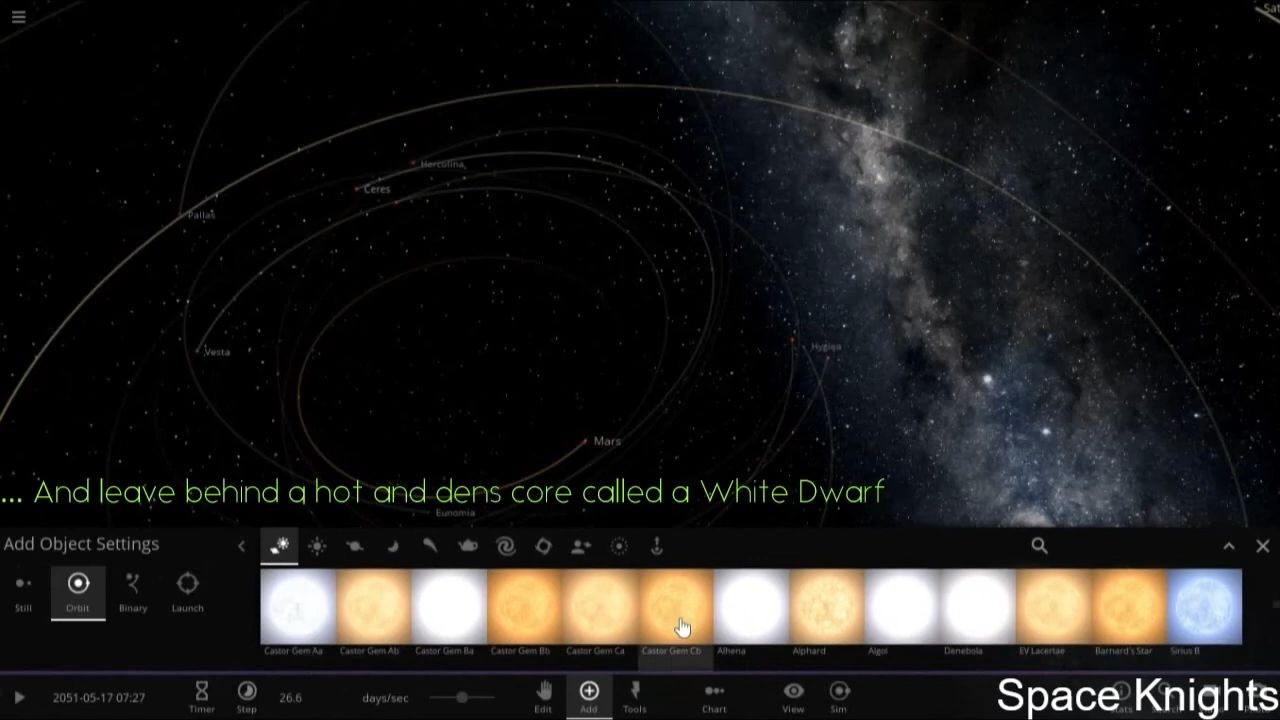 Sat
Herculina
Ceres
Pallas
Vesta
Hygiea
Mars
... And leave behind a hot and dens core called a White Dwarf
Eunomia
Add Object Settings
Still Orbit Binary Launch
Castor Gem Aa Castor Gem Ab Castor Gem Ba Castor Gem Bb Castor Gem Ca Castor Gem Cb Alhena Alphard Algol Denebola EV Lacertae Barnard's Star Sirius B
2051-05-17 07:27 Timer Step 26.6 days/sec Edit Add Tools Chart View Sim Stats
Space Knights